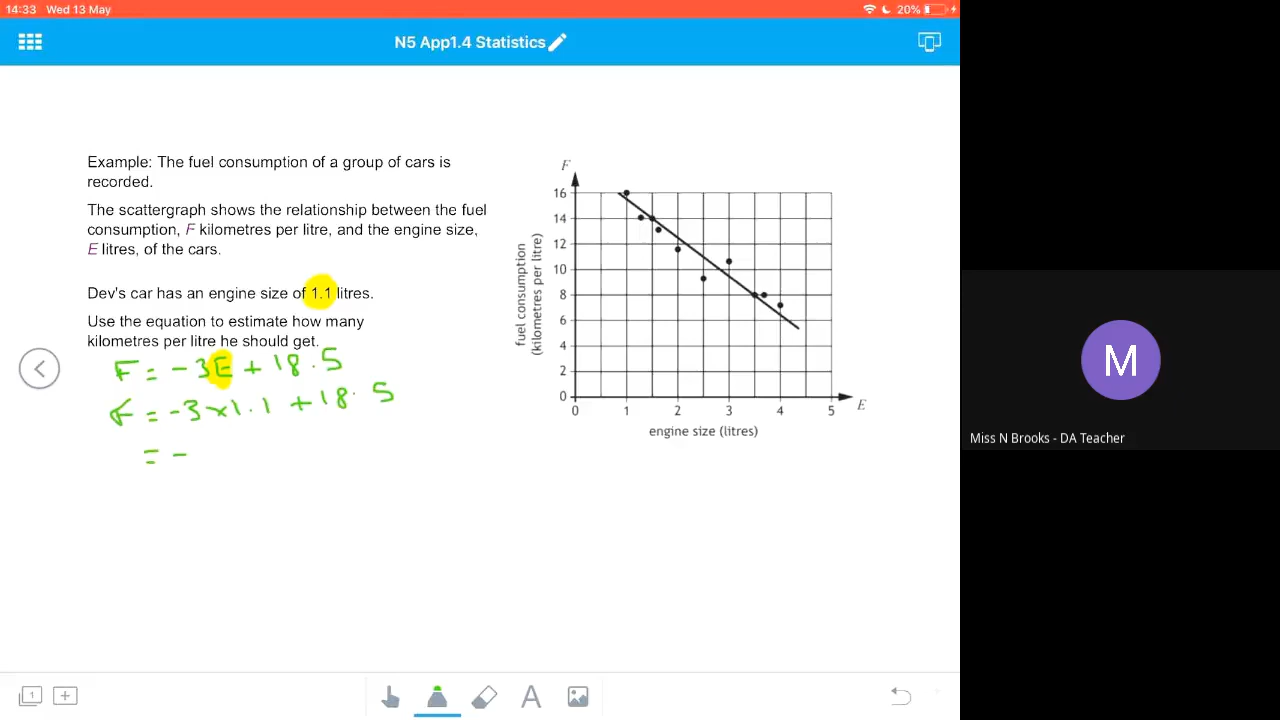 14:33 Wed 13 May
20%
N5 App1.4 Statistics
Example: The fuel consumption of a group of cars is
recorded.
The scattergraph shows the relationship between the fuel
consumption, F kilometres per litre, and the engine size,
E litres, of the cars.
Dev's car has an engine size of 1.1 litres.
Use the equation to estimate how many
kilometres per litre he should get.
F = -3E + 18.5
F = -3 × 1.1 + 18.5
= -
F
16
14
12
10
8
6
4
2
0
fuel consumption
(kilometres per litre)
0 1 2 3 4 5 E
engine size (litres)
M
Miss N Brooks - DA Teacher
1
A